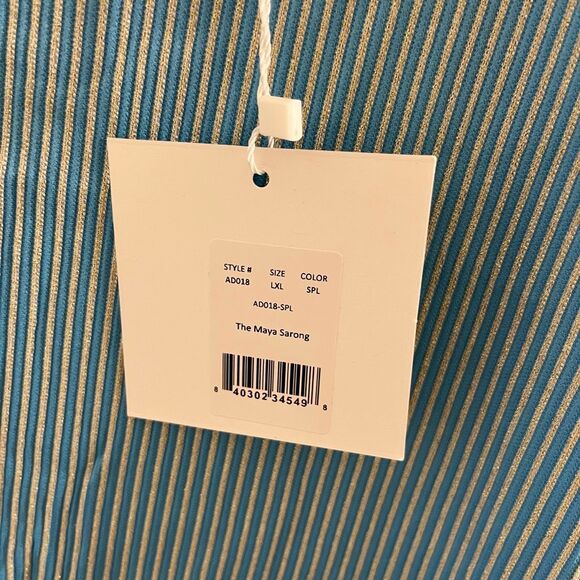 STYLE # SIZE COLOR
AD018 LXL SPL
AD018-SPL
The Maya Sarong
8 40302 34549 8